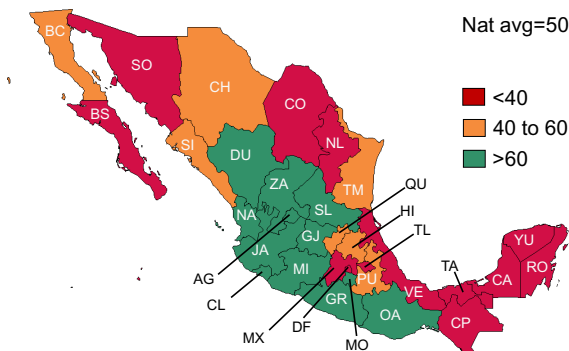 Nat avg=50
<40
40 to 60
>60
BC
SO
CH
CO
BS
NL
SI
DU
TM
ZA
QU
SL
HI
NA
TL
GJ
JA
YU
AG
MI
PU
TA
RO
CA
CL
VE
GR
OA
CP
MX
DF
MO